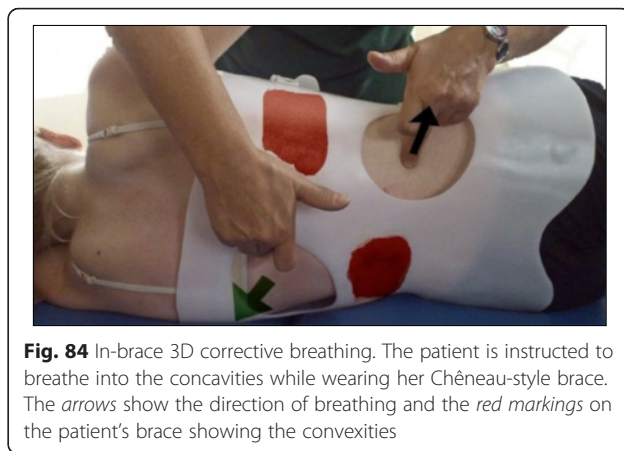 Fig. 84 In-brace 3D corrective breathing. The patient is instructed to
breathe into the concavities while wearing her Chêneau-style brace.
The arrows show the direction of breathing and the red markings on
the patient's brace showing the convexities